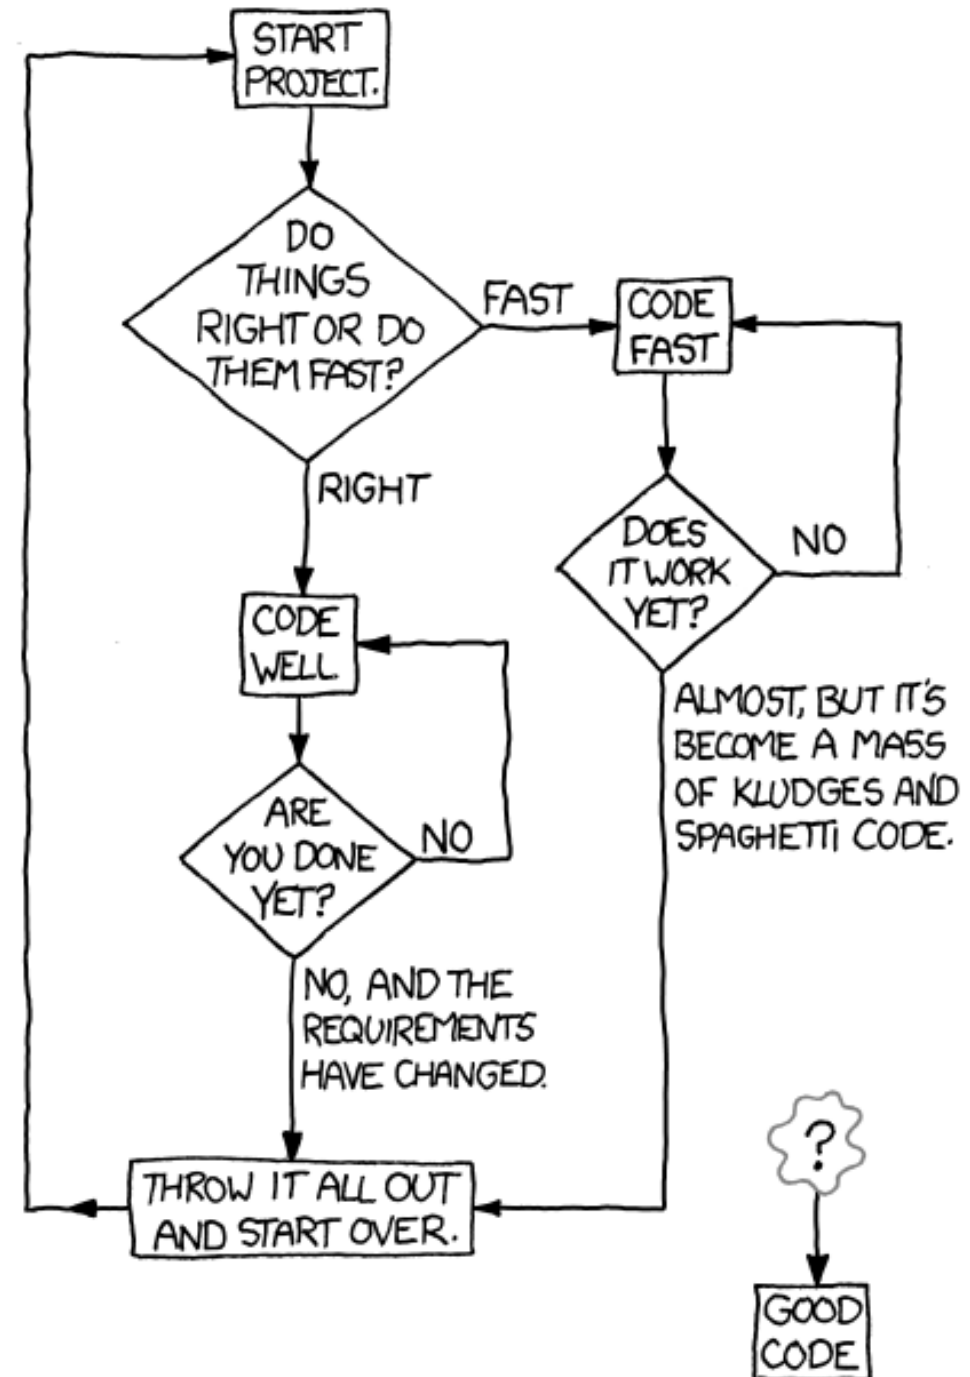 START
PROJECT.
DO
THINGS
RIGHT OR DO
THEM FAST?
FAST
CODE
FAST
RIGHT
DOES
IT WORK
YET?
NO
CODE
WELL.
ALMOST, BUT IT'S
BECOME A MASS
OF KLUDGES AND
SPAGHETTI CODE.
ARE
YOU DONE
YET?
NO
NO, AND THE
REQUIREMENTS
HAVE CHANGED.
THROW IT ALL OUT
AND START OVER.
?
GOOD
CODE